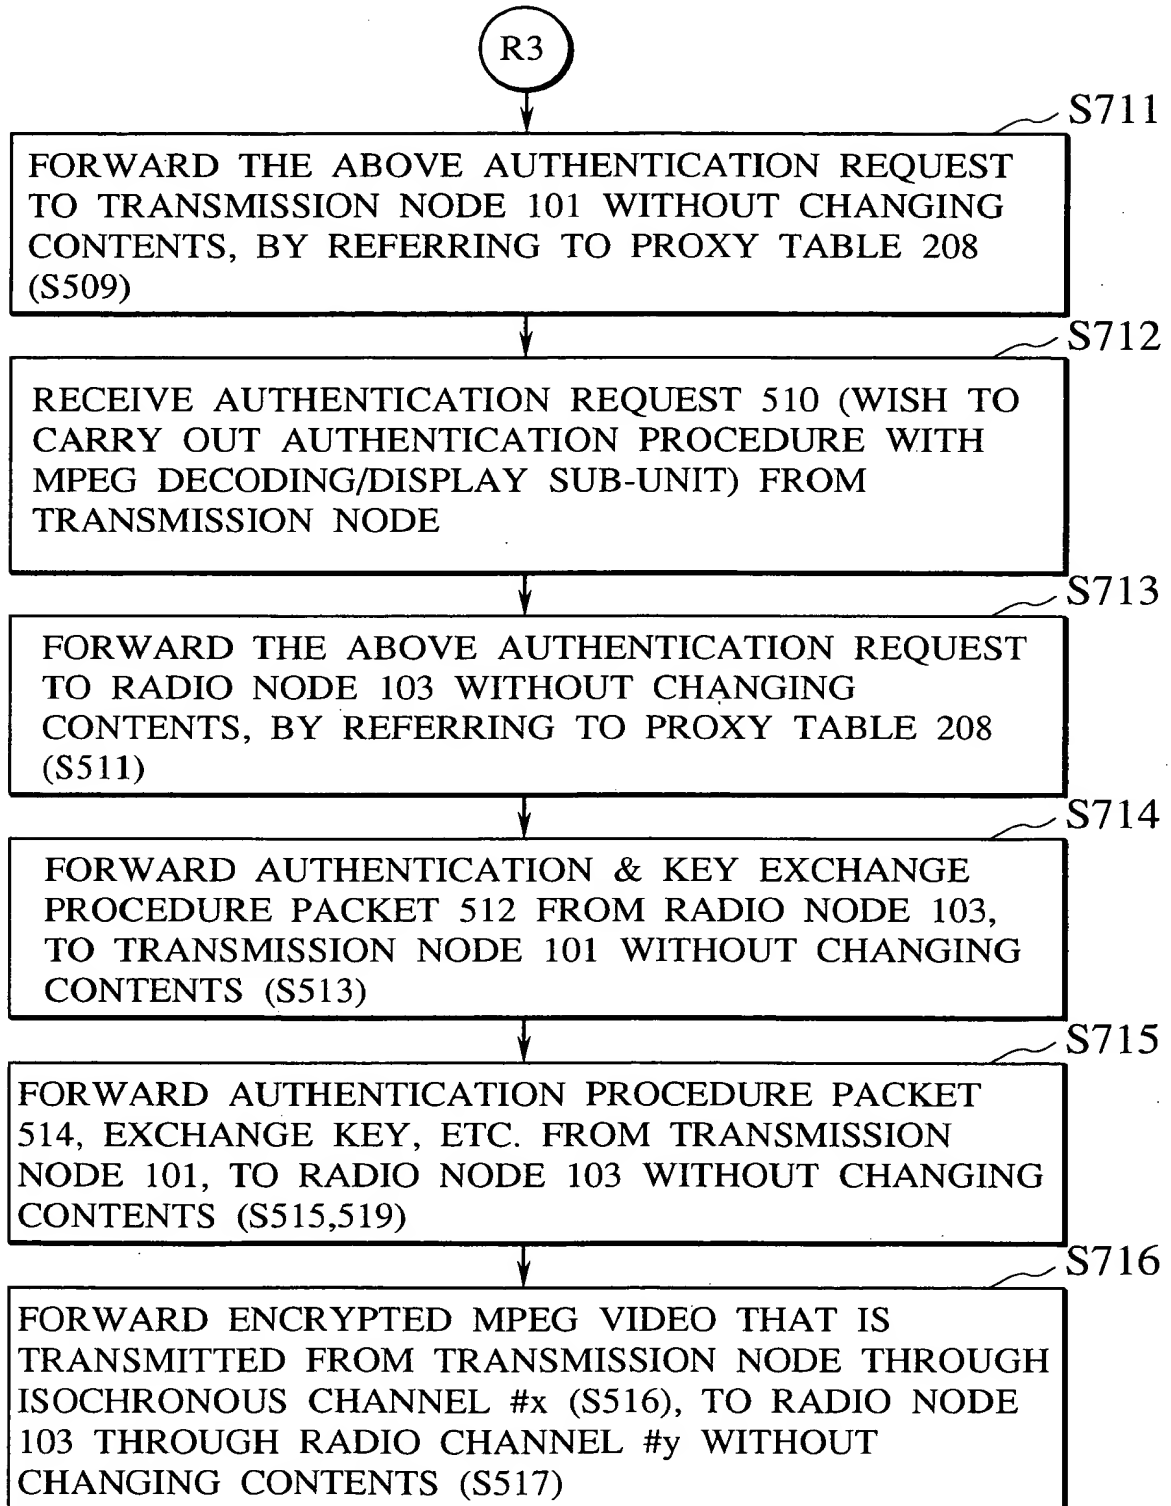 R3
S711
FORWARD THE ABOVE AUTHENTICATION REQUEST
TO TRANSMISSION NODE 101 WITHOUT CHANGING
CONTENTS, BY REFERRING TO PROXY TABLE 208
(S509)
S712
RECEIVE AUTHENTICATION REQUEST 510 (WISH TO
CARRY OUT AUTHENTICATION PROCEDURE WITH
MPEG DECODING/DISPLAY SUB-UNIT) FROM
TRANSMISSION NODE
S713
FORWARD THE ABOVE AUTHENTICATION REQUEST
TO RADIO NODE 103 WITHOUT CHANGING
CONTENTS, BY REFERRING TO PROXY TABLE 208
(S511)
S714
FORWARD AUTHENTICATION & KEY EXCHANGE
PROCEDURE PACKET 512 FROM RADIO NODE 103,
TO TRANSMISSION NODE 101 WITHOUT CHANGING
CONTENTS (S513)
S715
FORWARD AUTHENTICATION PROCEDURE PACKET
514, EXCHANGE KEY, ETC. FROM TRANSMISSION
NODE 101, TO RADIO NODE 103 WITHOUT CHANGING
CONTENTS (S515,519)
S716
FORWARD ENCRYPTED MPEG VIDEO THAT IS
TRANSMITTED FROM TRANSMISSION NODE THROUGH
ISOCHRONOUS CHANNEL #x (S516), TO RADIO NODE
103 THROUGH RADIO CHANNEL #y WITHOUT
CHANGING CONTENTS (S517)